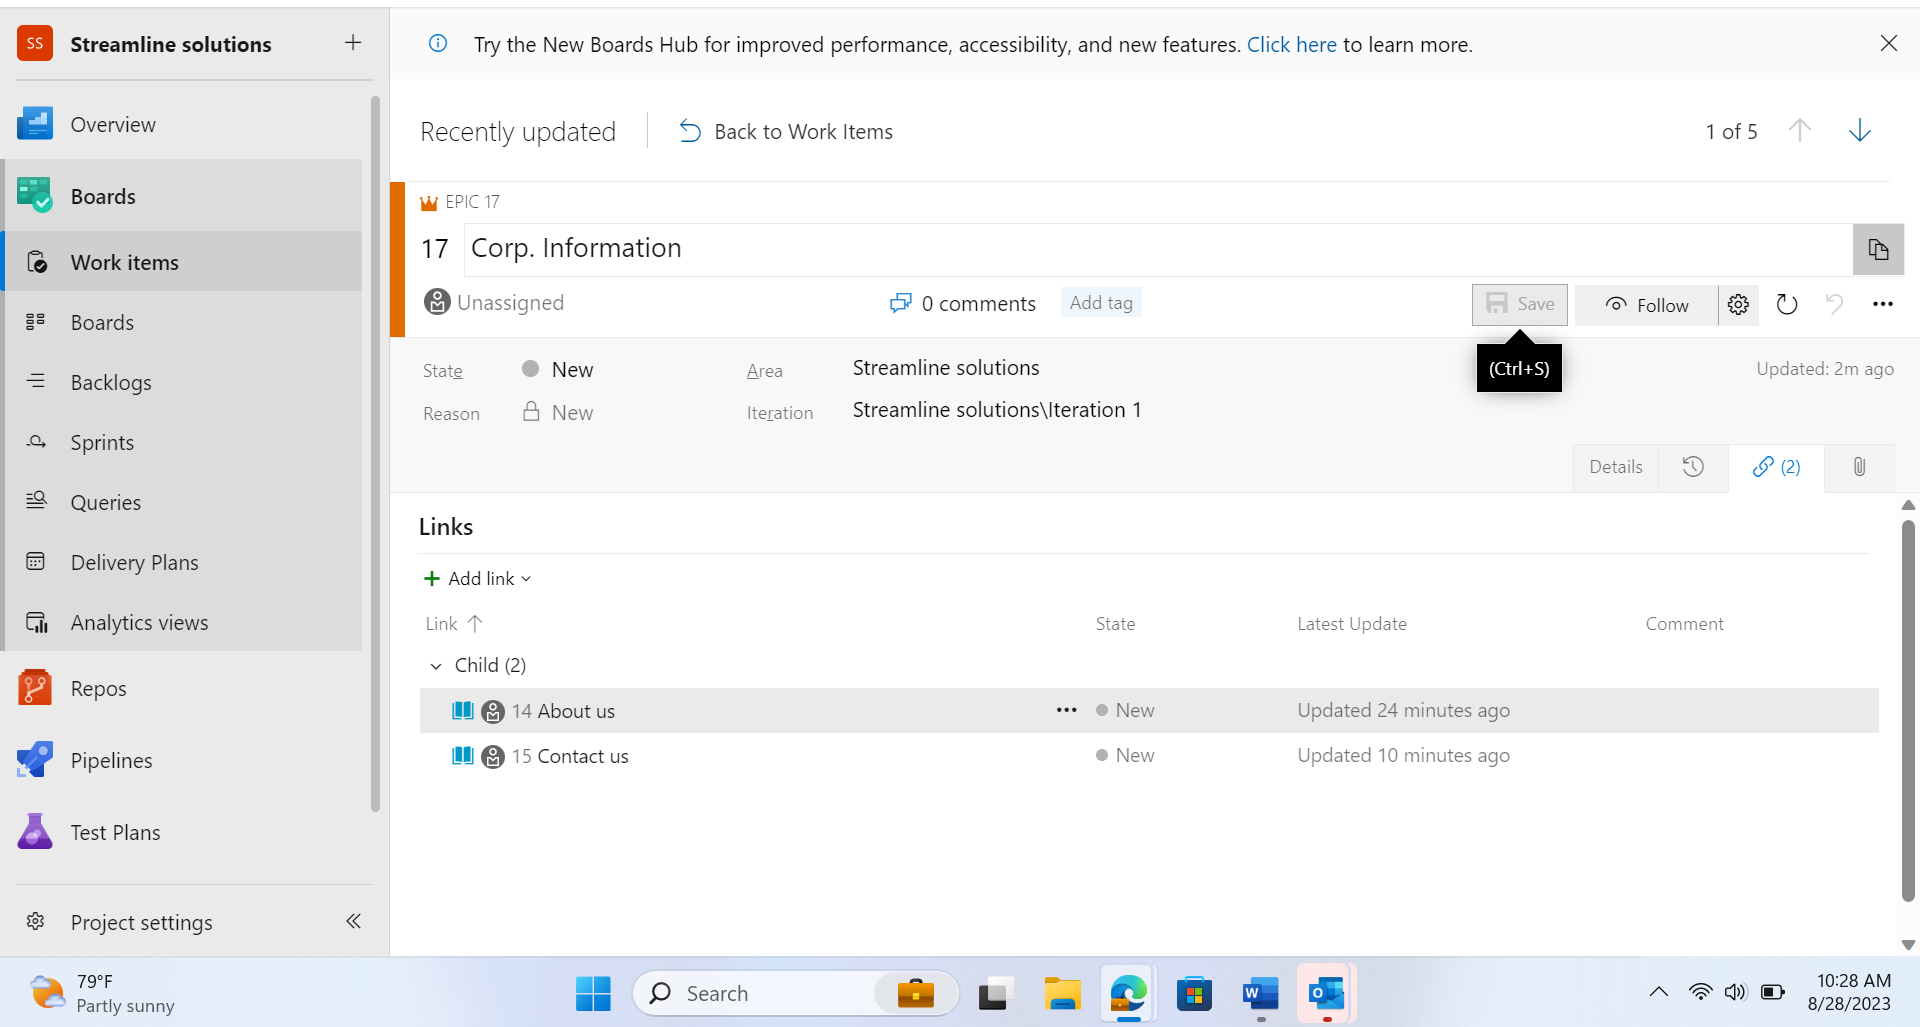 SS Streamline solutions
Try the New Boards Hub for improved performance, accessibility, and new features. Click here to learn more.
Overview
Boards
Work items
Boards
Backlogs
Sprints
Queries
Delivery Plans
Analytics views
Repos
Pipelines
Test Plans
Project settings
Recently updated
Back to Work Items
1 of 5
EPIC 17
17 Corp. Information
Unassigned
0 comments
Add tag
Save
Follow
(Ctrl+S)
State New
Area Streamline solutions
Updated: 2m ago
Reason New
Iteration Streamline solutions\Iteration 1
Details
(2)
Links
+ Add link
Link State Latest Update Comment
Child (2)
14 About us ••• New Updated 24 minutes ago
15 Contact us New Updated 10 minutes ago
79°F
Partly sunny
Search
W
O
10:28 AM
8/28/2023